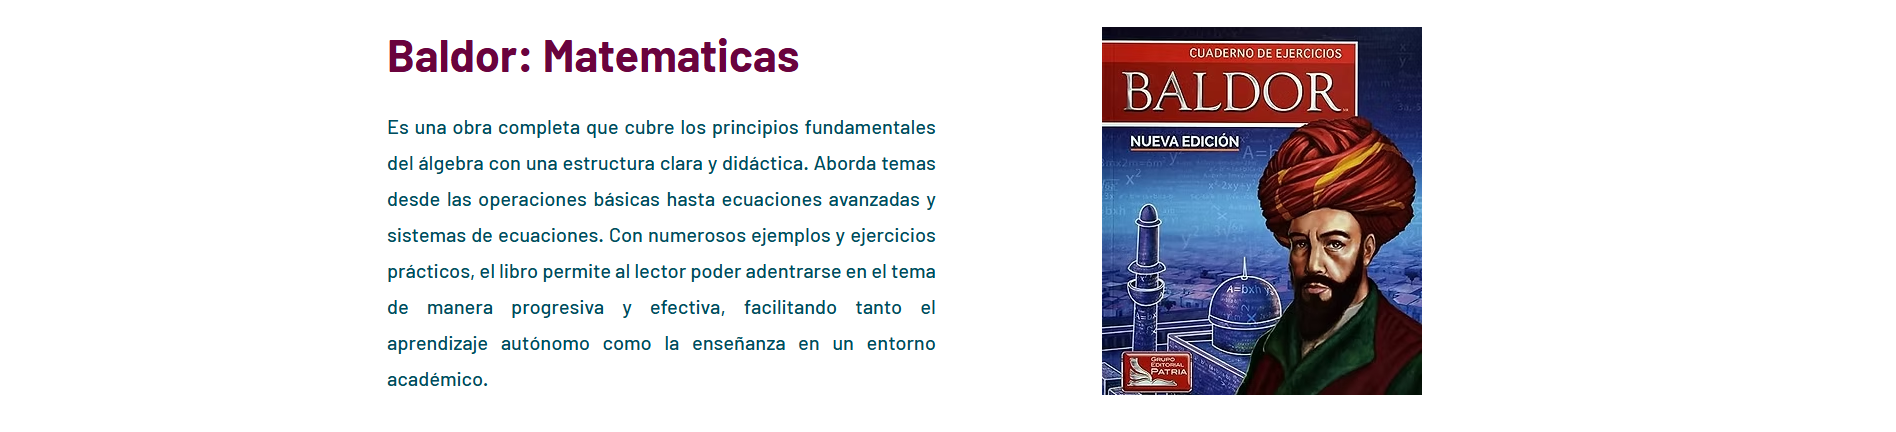 Baldor: Matematicas
Es una obra completa que cubre los principios fundamentales
del álgebra con una estructura clara y didáctica. Aborda temas
desde las operaciones básicas hasta ecuaciones avanzadas y
sistemas de ecuaciones. Con numerosos ejemplos y ejercicios
prácticos, el libro permite al lector poder adentrarse en el tema
de manera progresiva y efectiva, facilitando tanto el
aprendizaje autónomo como la enseñanza en un entorno
académico.
CUADERNO DE EJERCICIOS
BALDOR
NUEVA EDICIÓN
A=bxh
GRUPO
EDITORIAL
PATRIA